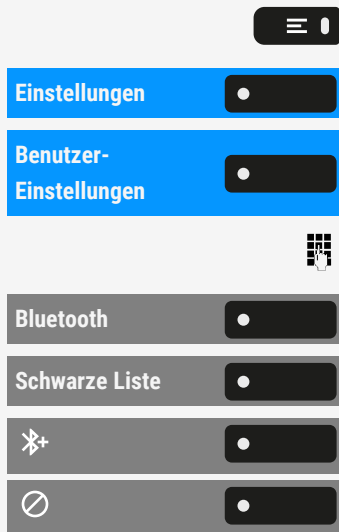 Einstellungen
Benutzer-
Einstellungen
Bluetooth
Schwarze Liste